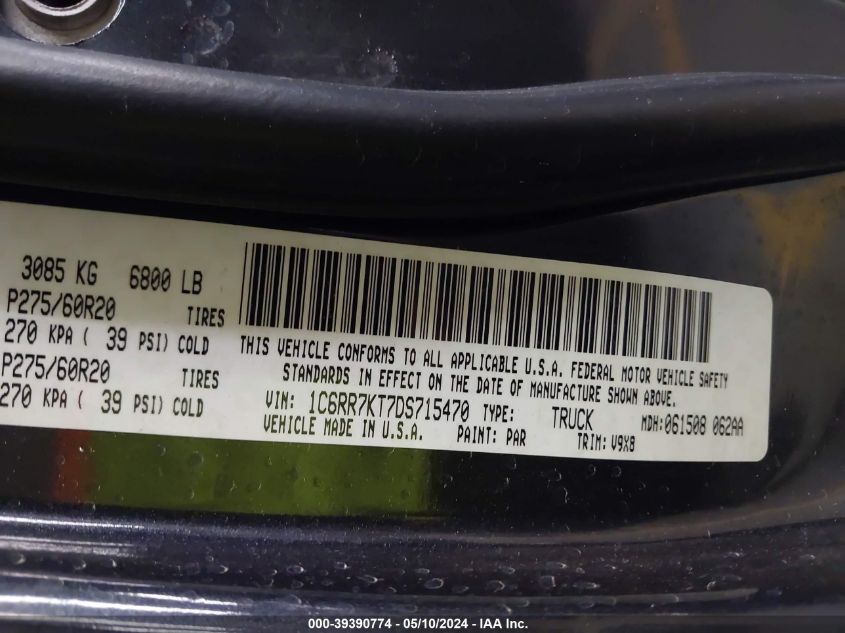 3085 KG 6800 LB
P275/60R20 TIRES
270 KPA ( 39 PSI) COLD
P275/60R20 TIRES
270 KPA ( 39 PSI) COLD
THIS VEHICLE CONFORMS TO ALL APPLICABLE U.S.A. FEDERAL MOTOR VEHICLE SAFETY
STANDARDS IN EFFECT ON THE DATE OF MANUFACTURE SHOWN ABOVE.
VIN: 1C6RR7KT7DS715470 TYPE: TRUCK MDH:061508 062AA
VEHICLE MADE IN U.S.A. PAINT: PAR TRIM: V9X8
000-39390774 - 05/10/2024 - IAA Inc.